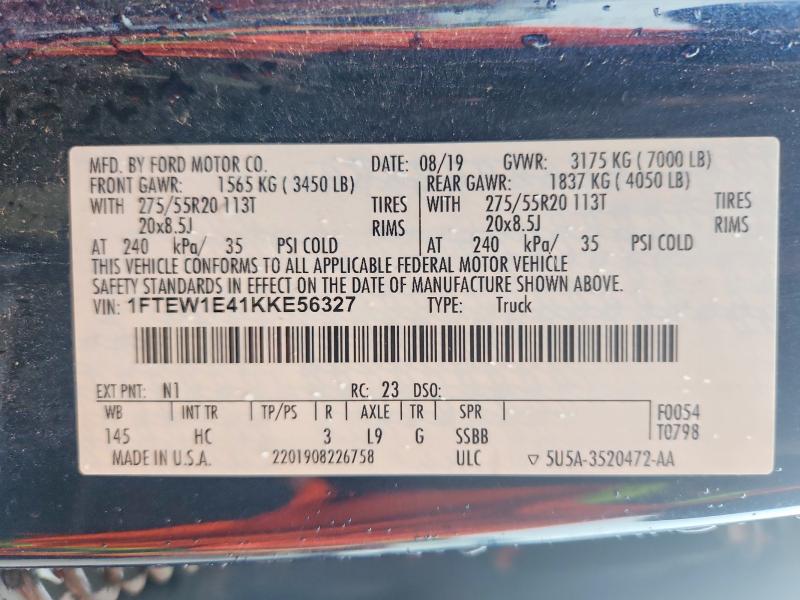 MFD. BY FORD MOTOR CO. DATE: 08/19 GVWR: 3175 KG ( 7000 LB)
FRONT GAWR: 1565 KG ( 3450 LB) REAR GAWR: 1837 KG ( 4050 LB)
WITH 275/55R20 113T TIRES WITH 275/55R20 113T TIRES
20x8.5J RIMS 20x8.5J RIMS
AT 240 kPa/ 35 PSI COLD AT 240 kPa/ 35 PSI COLD
THIS VEHICLE CONFORMS TO ALL APPLICABLE FEDERAL MOTOR VEHICLE
SAFETY STANDARDS IN EFFECT ON THE DATE OF MANUFACTURE SHOWN ABOVE.
VIN: 1FTEW1E41KKE56327 TYPE: Truck
EXT PNT: N1 RC: 23 DSO:
WB INT TR TP/PS R AXLE TR SPR F0054
145 HC 3 L9 G SSBB T0798
MADE IN U.S.A. 2201908226758 ULC ▽ 5U5A-3520472-AA